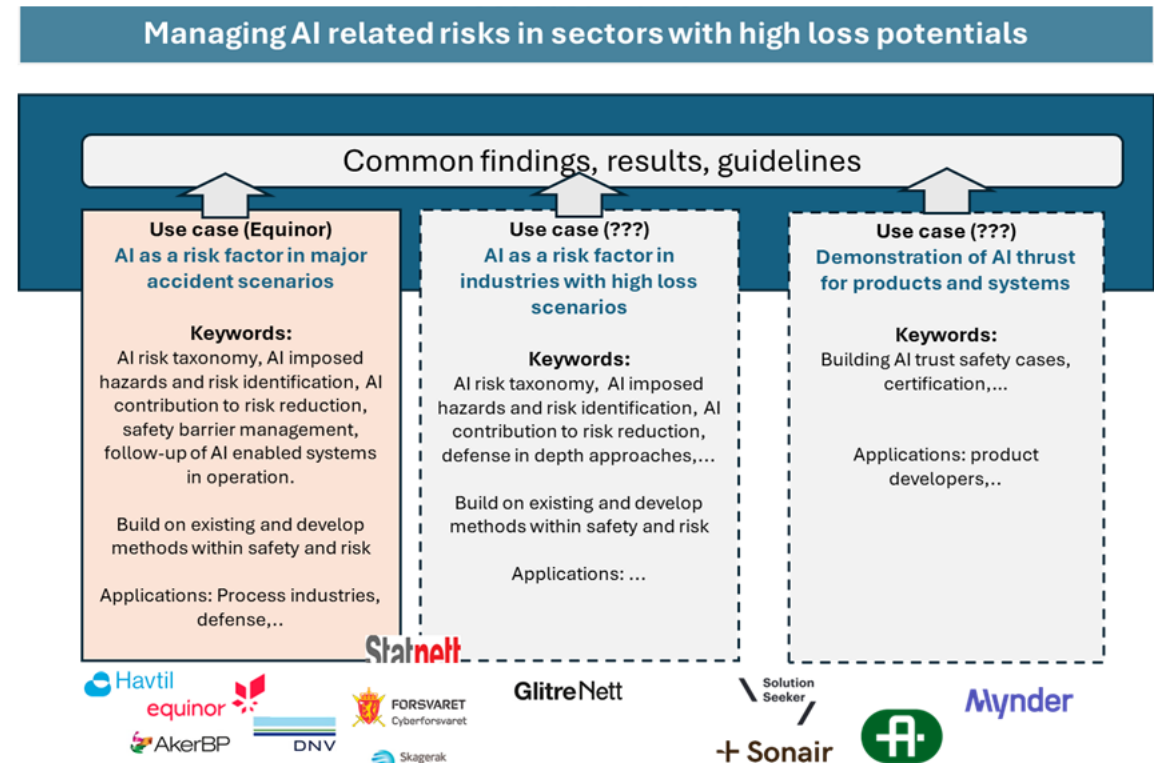 Managing AI related risks in sectors with high loss potentials
Common findings, results, guidelines
Use case (Equinor)
AI as a risk factor in major
accident scenarios
Keywords:
AI risk taxonomy, AI imposed
hazards and risk identification, AI
contribution to risk reduction,
safety barrier management,
follow-up of AI enabled systems
in operation.
Build on existing and develop
methods within safety and risk
Applications: Process industries,
defense,..
Use case (???)
AI as a risk factor in
industries with high loss
scenarios
Keywords:
AI risk taxonomy, AI imposed
hazards and risk identification, AI
contribution to risk reduction,
defense in depth approaches,...
Build on existing and develop
methods within safety and risk
Applications: ...
Use case (???)
Demonstration of AI thrust
for products and systems
Keywords:
Building AI trust safety cases,
certification,...
Applications: product
developers,..
Statnett
Havtil
equinor
AkerBP
DNV
FORSVARET
Cyberforsvaret
Skagerak
GlitreNett
Solution
Seeker
Sonair
Mynder